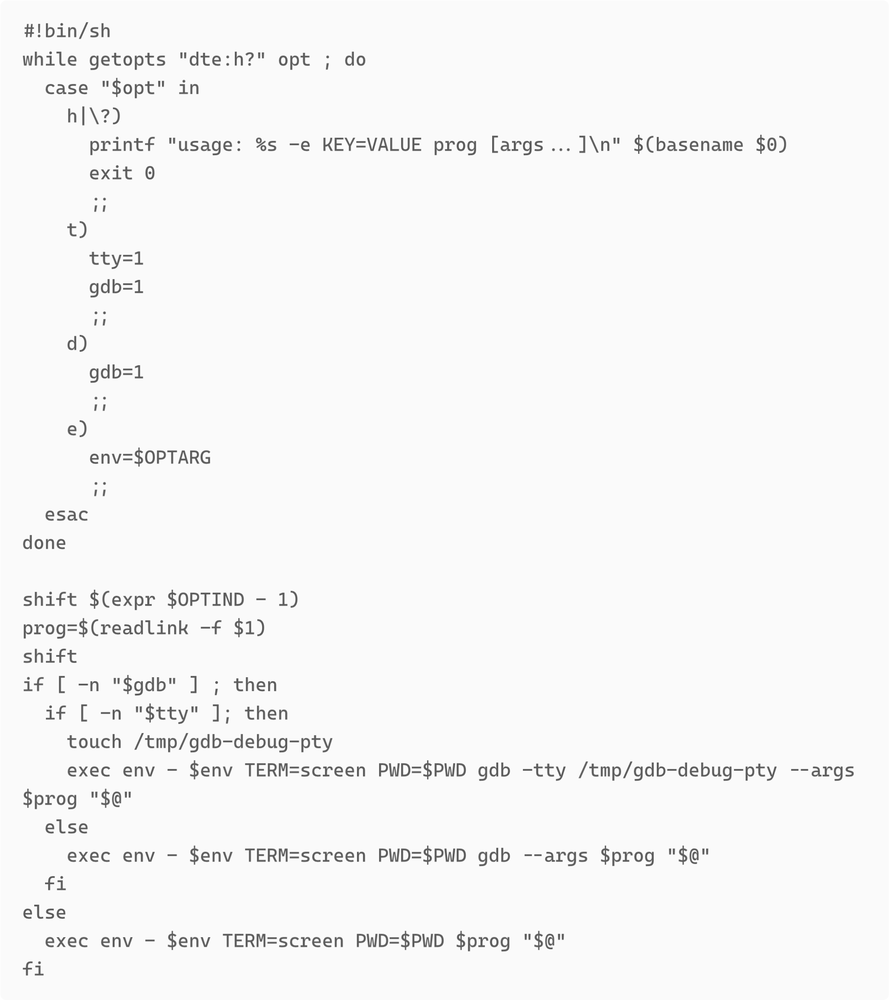 #!bin/sh
while getopts "dte:h?" opt ; do
  case "$opt" in
    h|\?)
      printf "usage: %s -e KEY=VALUE prog [args...]\n" $(basename $0)
      exit 0
      ;;
    t)
      tty=1
      gdb=1
      ;;
    d)
      gdb=1
      ;;
    e)
      env=$OPTARG
      ;;
  esac
done

shift $(expr $OPTIND - 1)
prog=$(readlink -f $1)
shift
if [ -n "$gdb" ] ; then
  if [ -n "$tty" ]; then
    touch /tmp/gdb-debug-pty
    exec env - $env TERM=screen PWD=$PWD gdb -tty /tmp/gdb-debug-pty --args
$prog "$@"
  else
    exec env - $env TERM=screen PWD=$PWD gdb --args $prog "$@"
  fi
else
  exec env - $env TERM=screen PWD=$PWD $prog "$@"
fi